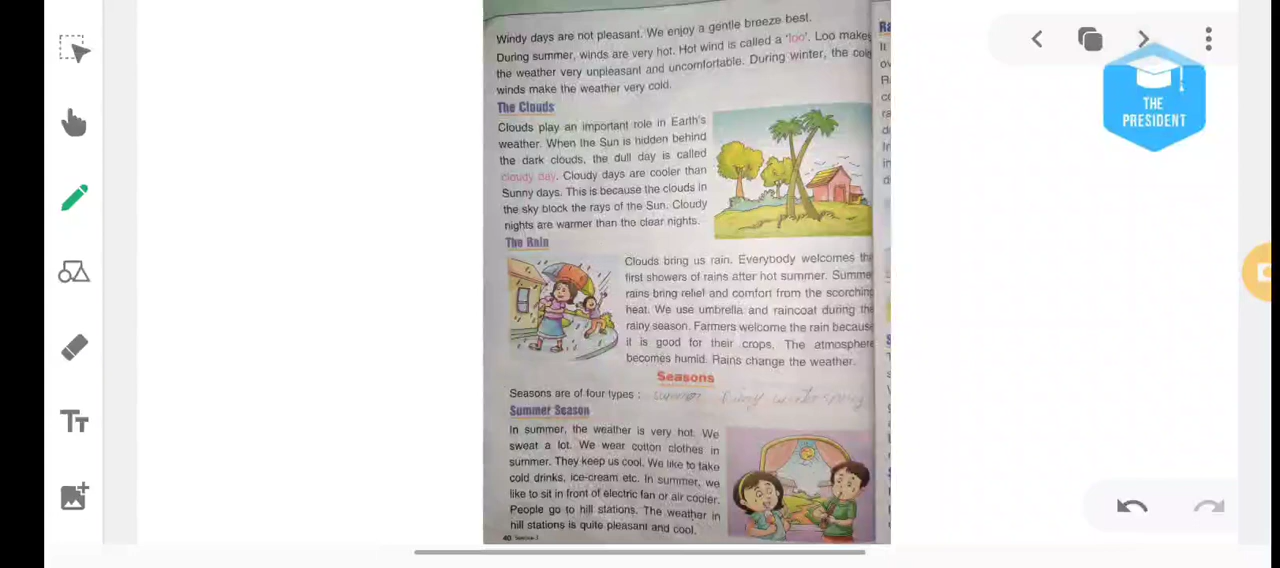 Windy days are not pleasant. We enjoy a gentle breeze best.
During summer, winds are very hot. Hot wind is called a 'loo'. Loo makes
the weather very unpleasant and uncomfortable. During winter, the cold
winds make the weather very cold.
The Clouds
Clouds play an important role in Earth's
weather. When the Sun is hidden behind
the dark clouds, the dull day is called
cloudy day. Cloudy days are cooler than
Sunny days. This is because the clouds in
the sky block the rays of the Sun. Cloudy
nights are warmer than the clear nights.
The Rain
Clouds bring us rain. Everybody welcomes the
first showers of rains after hot summer. Summe
rains bring relief and comfort from the scorching
heat. We use umbrella and raincoat during the
rainy season. Farmers welcome the rain because
it is good for their crops. The atmosphere
becomes humid. Rains change the weather.
Seasons
Seasons are of four types : summer Rainy winter spring
Summer Season
In summer, the weather is very hot. We
sweat a lot. We wear cotton clothes in
summer. They keep us cool. We like to take
cold drinks, ice-cream etc. In summer, we
like to sit in front of electric fan or air cooler.
People go to hill stations. The weather in
hill stations is quite pleasant and cool.
40 Science-3
Ra
It
THE
PRESIDENT
TT